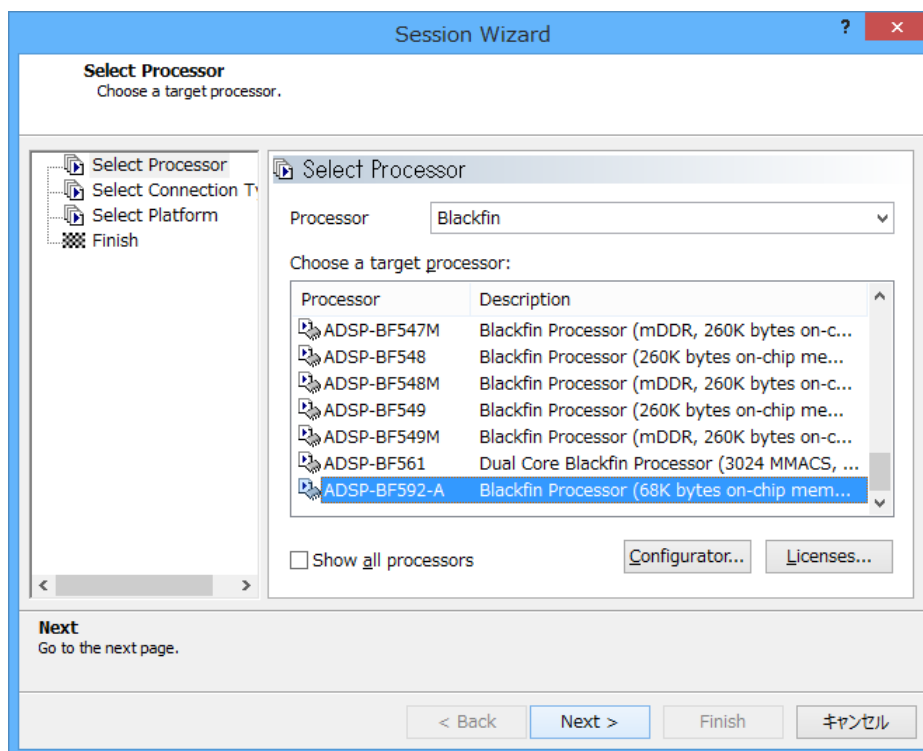 Session Wizard
?
×
Select Processor
Choose a target processor.
Select Processor
Select Connection Ty
Select Platform
Finish
Select Processor
Processor
Blackfin
Choose a target processor:
Processor Description
ADSP-BF547M Blackfin Processor (mDDR, 260K bytes on-c...
ADSP-BF548 Blackfin Processor (260K bytes on-chip me...
ADSP-BF548M Blackfin Processor (mDDR, 260K bytes on-c...
ADSP-BF549 Blackfin Processor (260K bytes on-chip me...
ADSP-BF549M Blackfin Processor (mDDR, 260K bytes on-c...
ADSP-BF561 Dual Core Blackfin Processor (3024 MMACS, ...
ADSP-BF592-A Blackfin Processor (68K bytes on-chip mem...
Show all processors
Configurator...
Licenses...
Next
Go to the next page.
< Back
Next >
Finish
キャンセル